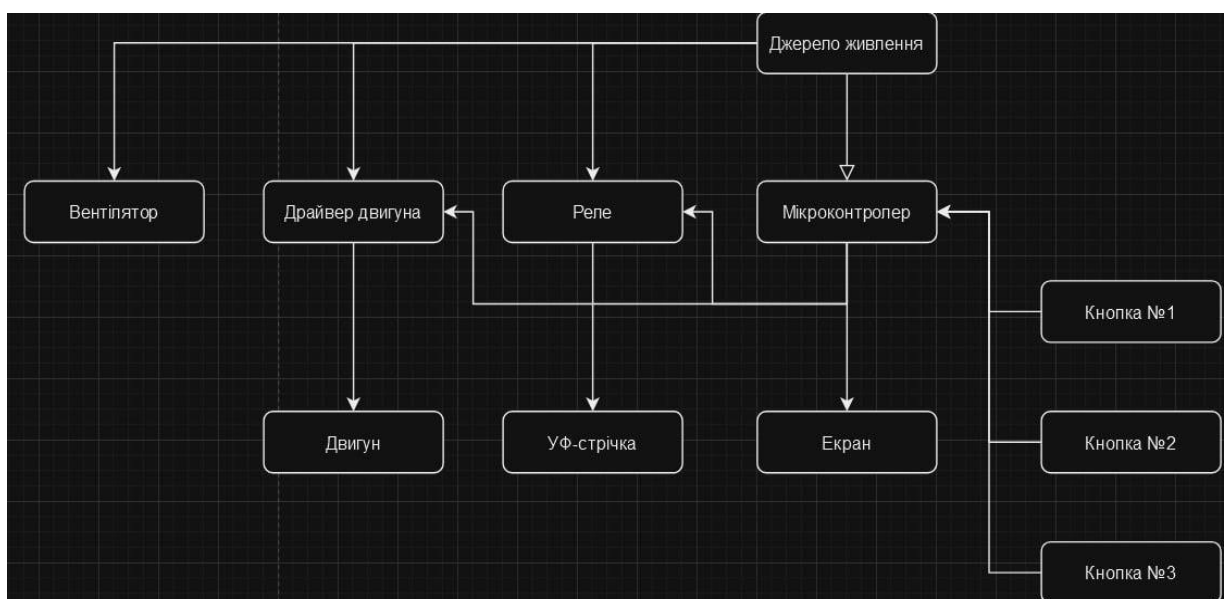 Джерело живлення
Вентілятор
Драйвер двигуна
Реле
Мікроконтролер
Кнопка №1
Двигун
УФ-стрічка
Екран
Кнопка №2
Кнопка №3